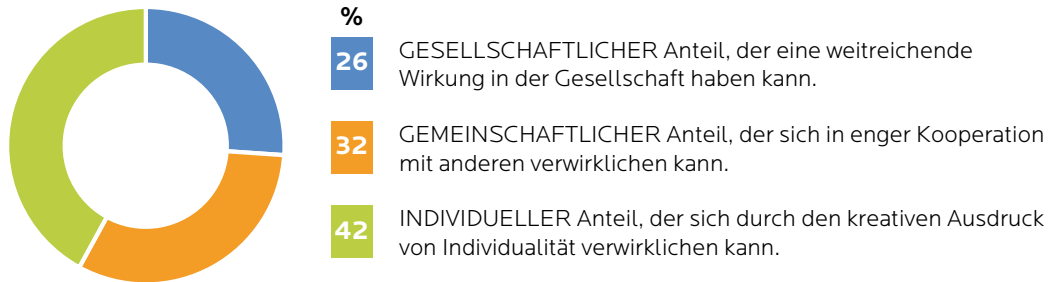 %
26 GESELLSCHAFTLICHER Anteil, der eine weitreichende
Wirkung in der Gesellschaft haben kann.
32 GEMEINSCHAFTLICHER Anteil, der sich in enger Kooperation
mit anderen verwirklichen kann.
42 INDIVIDUELLER Anteil, der sich durch den kreativen Ausdruck
von Individualität verwirklichen kann.